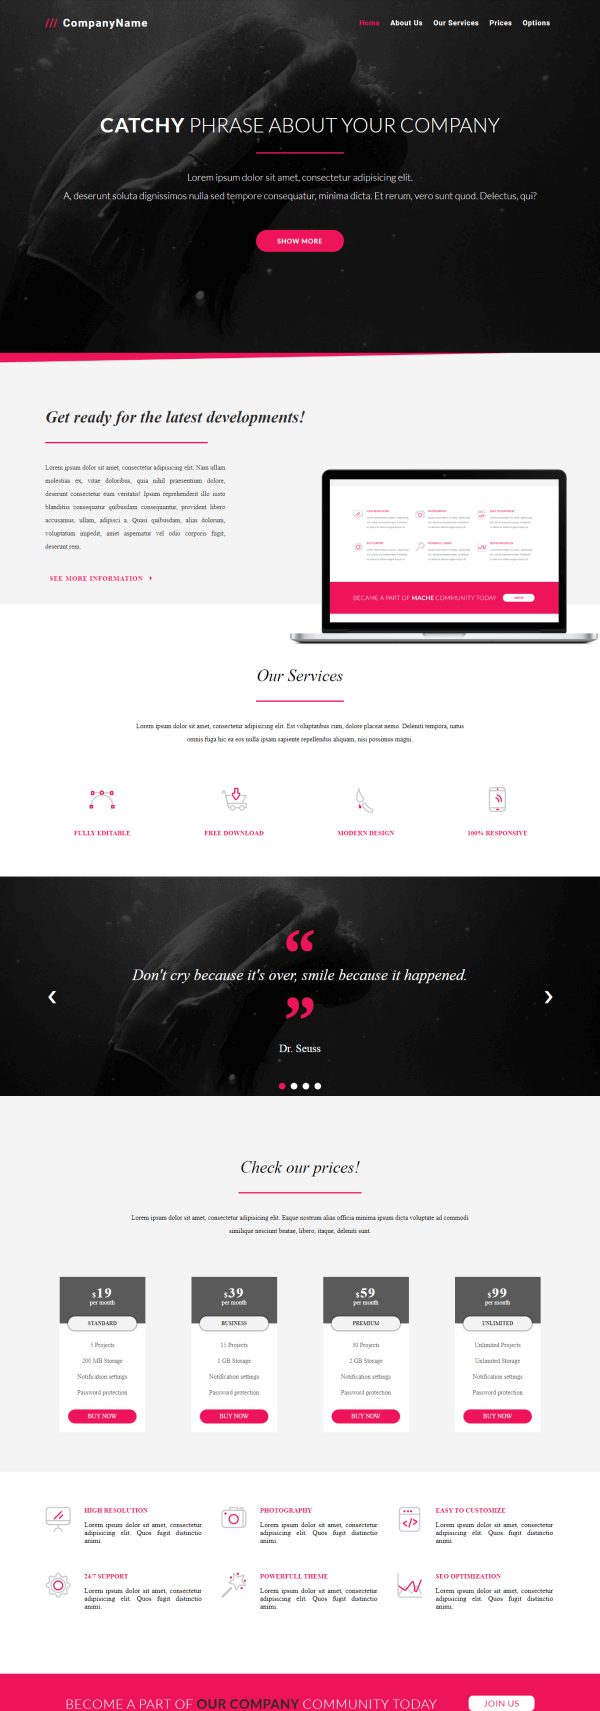 /// CompanyName
Home About Us Our Services Prices Options
CATCHY PHRASE ABOUT YOUR COMPANY
Lorem ipsum dolor sit amet, consectetur adipisicing elit.
A, deserunt soluta dignissimos nulla sed tempore consequatur, minima dicta. Et rerum, vero sunt quod. Delectus, qui?
SHOW MORE
Get ready for the latest developments!
Lorem ipsum dolor sit amet, consectetur adipisicing elit. Nam ullam
molestias ex, vitae doloribus, quia nihil praesentium dolore,
deserunt consectetur eum veritatis! Ipsum reprehenderit illo iusto
blanditiis consequatur quibusdam consequuntur, provident libero
accusamus, ullam, adipisci a. Quasi quibusdam, alias dolorum,
voluptatum impedit, amet aspernatur vel odio corporis fugit,
deserunt rem.
SEE MORE INFORMATION
BECAME A PART OF MACHE COMMUNITY TODAY
Our Services
Lorem ipsum dolor sit amet, consectetur adipisicing elit. Est voluptatibus cum, dolore placeat nemo. Deleniti tempora, natus
omnis fuga hic ea eos nulla ipsam sapiente repellendus aliquam, nisi possimus magni.
FULLY EDITABLE
FREE DOWNLOAD
MODERN DESIGN
100% RESPONSIVE
“
Don't cry because it's over, smile because it happened.
”
Dr. Seuss
Check our prices!
Lorem ipsum dolor sit amet, consectetur adipisicing elit. Eaque nostrum alias officia minima ipsum dicta voluptate ad commodi
similique nesciunt beatae, libero, itaque, deleniti sunt.
$19
per month
STANDARD
5 Projects
200 MB Storage
Notification settings
Password protection
BUY NOW
$39
per month
BUSINESS
15 Projects
1 GB Storage
Notification settings
Password protection
BUY NOW
$59
per month
PREMIUM
30 Projects
2 GB Storage
Notification settings
Password protection
BUY NOW
$99
per month
UNLIMITED
Unlimited Projects
Unlimited Storage
Notification settings
Password protection
BUY NOW
HIGH RESOLUTION
Lorem ipsum dolor sit amet, consectetur
adipisicing elit. Quos fugit distinctio
animi.
PHOTOGRAPHY
Lorem ipsum dolor sit amet, consectetur
adipisicing elit. Quos fugit distinctio
animi.
EASY TO CUSTOMIZE
Lorem ipsum dolor sit amet, consectetur
adipisicing elit. Quos fugit distinctio
animi.
24/7 SUPPORT
Lorem ipsum dolor sit amet, consectetur
adipisicing elit. Quos fugit distinctio
animi.
POWERFULL THEME
Lorem ipsum dolor sit amet, consectetur
adipisicing elit. Quos fugit distinctio
animi.
SEO OPTIMIZATION
Lorem ipsum dolor sit amet, consectetur
adipisicing elit. Quos fugit distinctio
animi.
BECOME A PART OF OUR COMPANY COMMUNITY TODAY
JOIN US